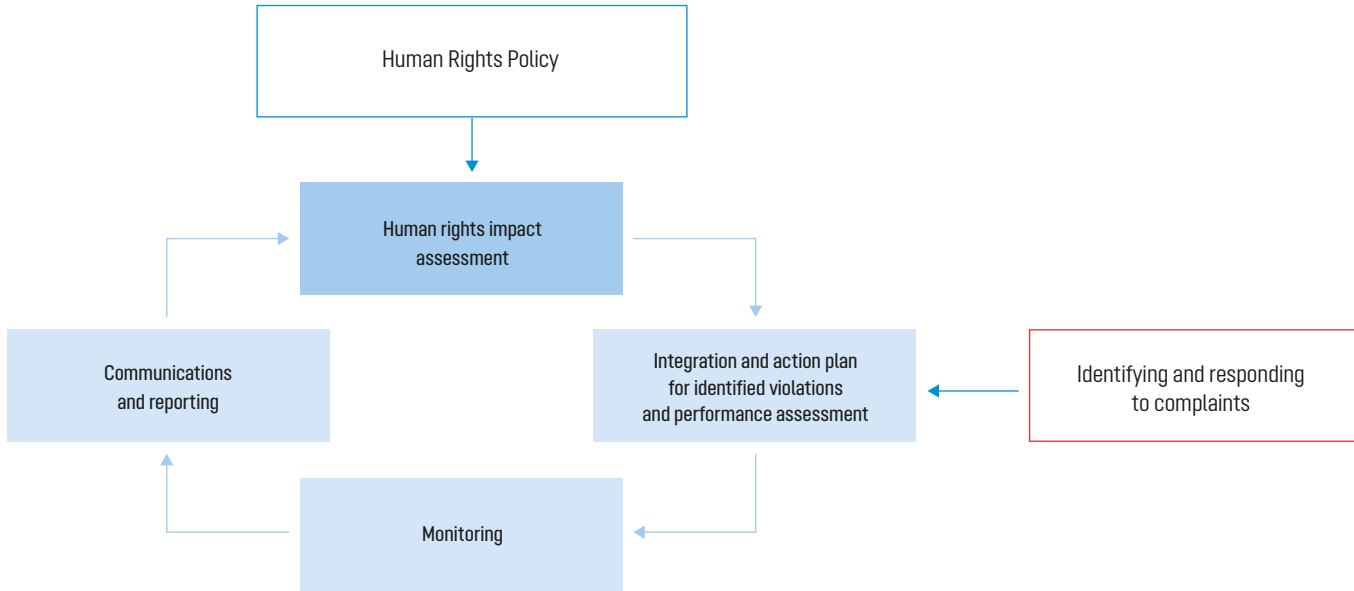 Human Rights Policy
Human rights impact
assessment
Communications
and reporting
Integration and action plan
for identified violations
and performance assessment
Identifying and responding
to complaints
Monitoring